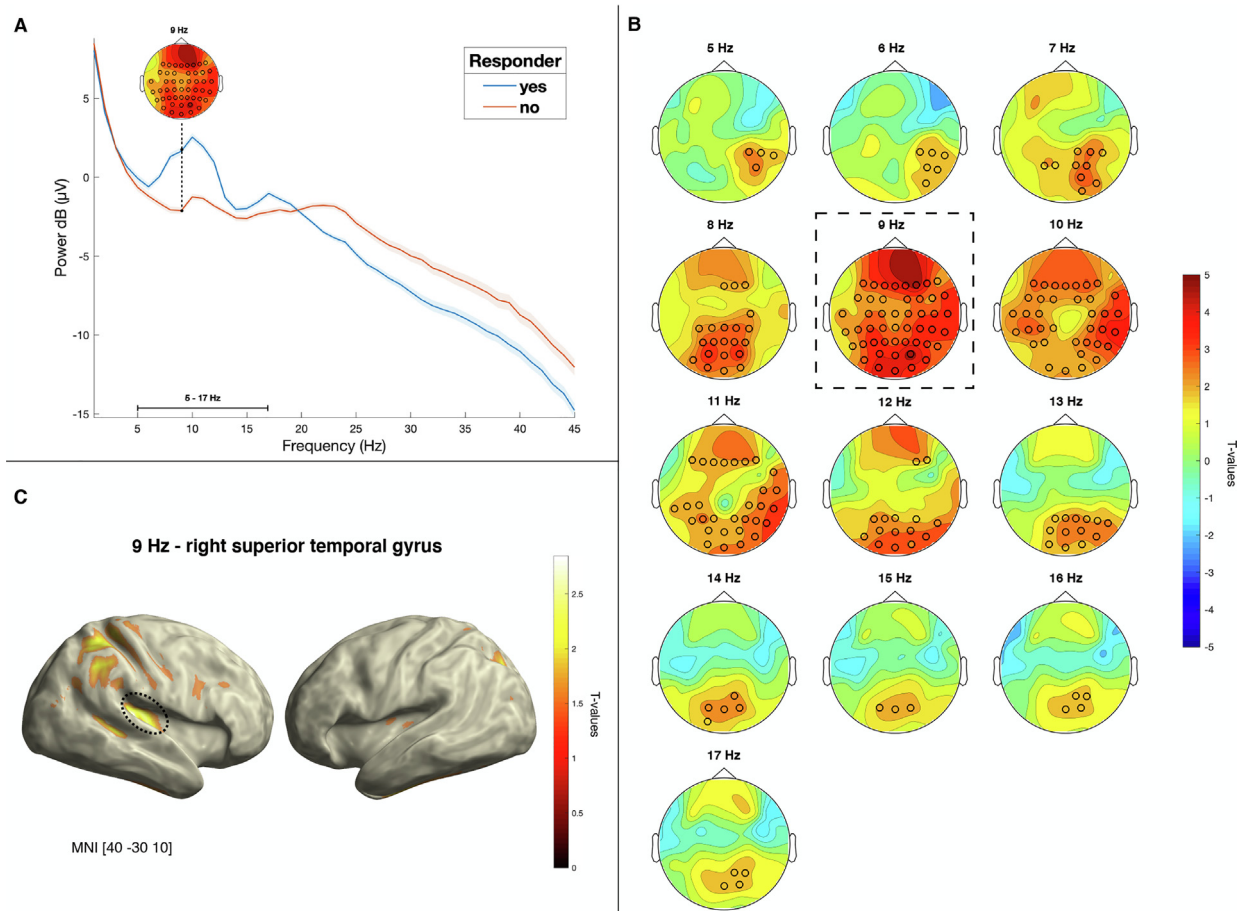 A
9 Hz
Responder
yes
no
5
0
-5
-10
-15
Power dB (µV)
5 - 17 Hz
5 10 15 20 25 30 35 40 45
Frequency (Hz)
B
5 Hz 6 Hz 7 Hz
8 Hz 9 Hz 10 Hz
11 Hz 12 Hz 13 Hz
14 Hz 15 Hz 16 Hz
17 Hz
5
4
3
2
1
0
-1
-2
-3
-4
-5
T-values
C
9 Hz - right superior temporal gyrus
2.5
2
1.5
1
0.5
0
T-values
MNI [40 -30 10]